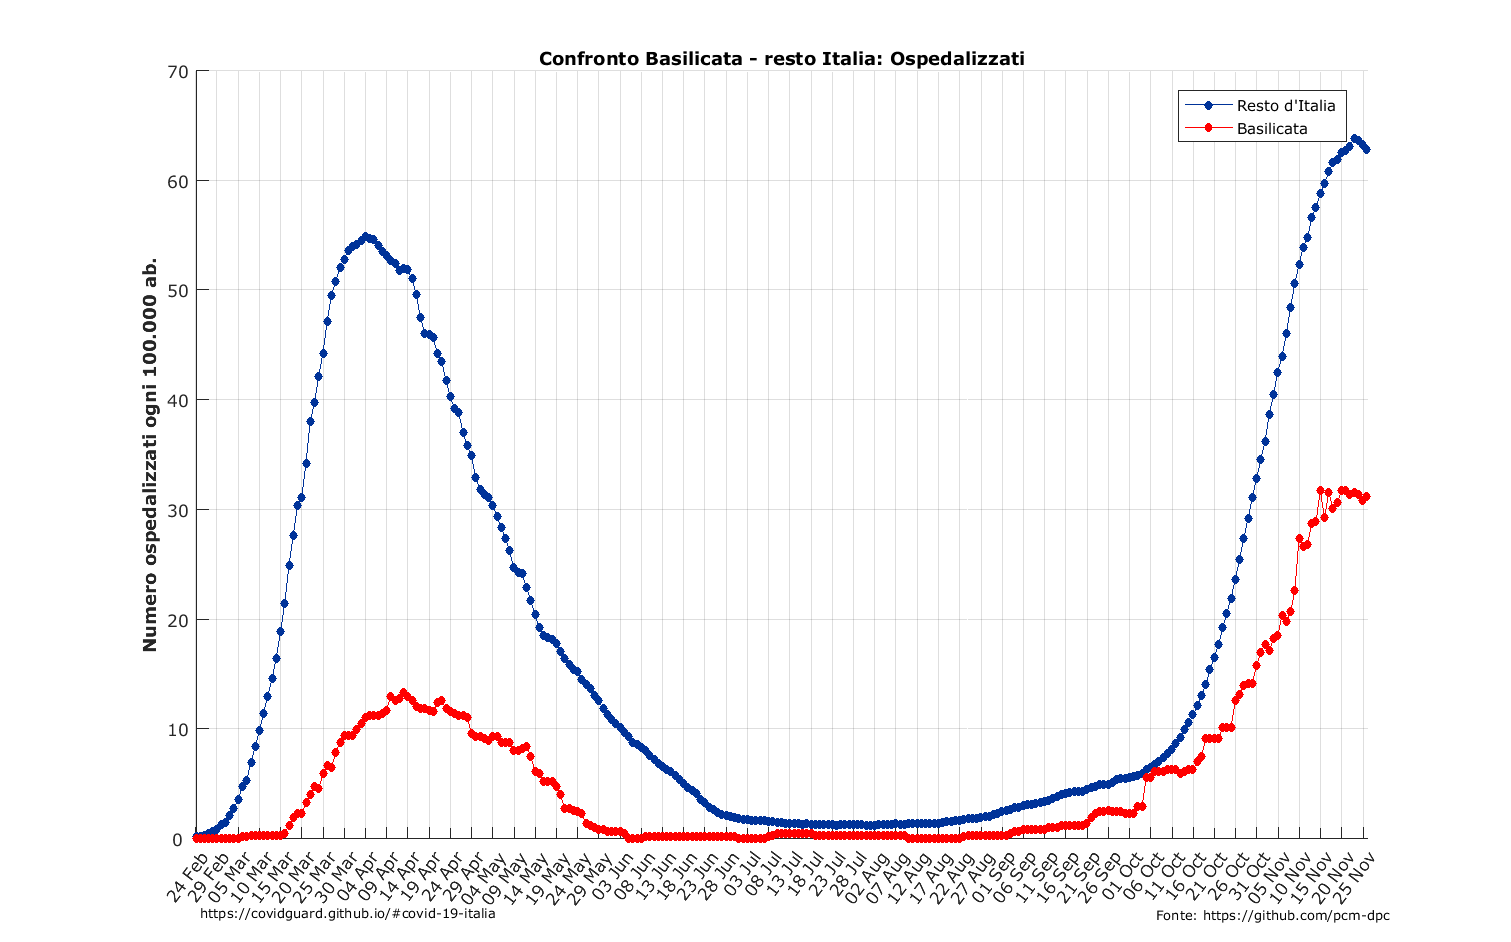 Confronto Basilicata - resto Italia: Ospedalizzati
Numero ospedalizzati ogni 100.000 ab.
70
60
50
40
30
20
10
0
Resto d'Italia
Basilicata
24 Feb
29 Feb
05 Mar
10 Mar
15 Mar
20 Mar
25 Mar
30 Mar
04 Apr
09 Apr
14 Apr
19 Apr
24 Apr
29 Apr
04 May
09 May
14 May
19 May
24 May
29 May
03 Jun
08 Jun
13 Jun
18 Jun
23 Jun
28 Jun
03 Jul
08 Jul
13 Jul
18 Jul
23 Jul
28 Jul
02 Aug
07 Aug
12 Aug
17 Aug
22 Aug
27 Aug
01 Sep
06 Sep
11 Sep
16 Sep
21 Sep
26 Sep
01 Oct
06 Oct
11 Oct
16 Oct
21 Oct
26 Oct
31 Oct
05 Nov
10 Nov
15 Nov
20 Nov
25 Nov
https://covidguard.github.io/#covid-19-italia
Fonte: https://github.com/pcm-dpc